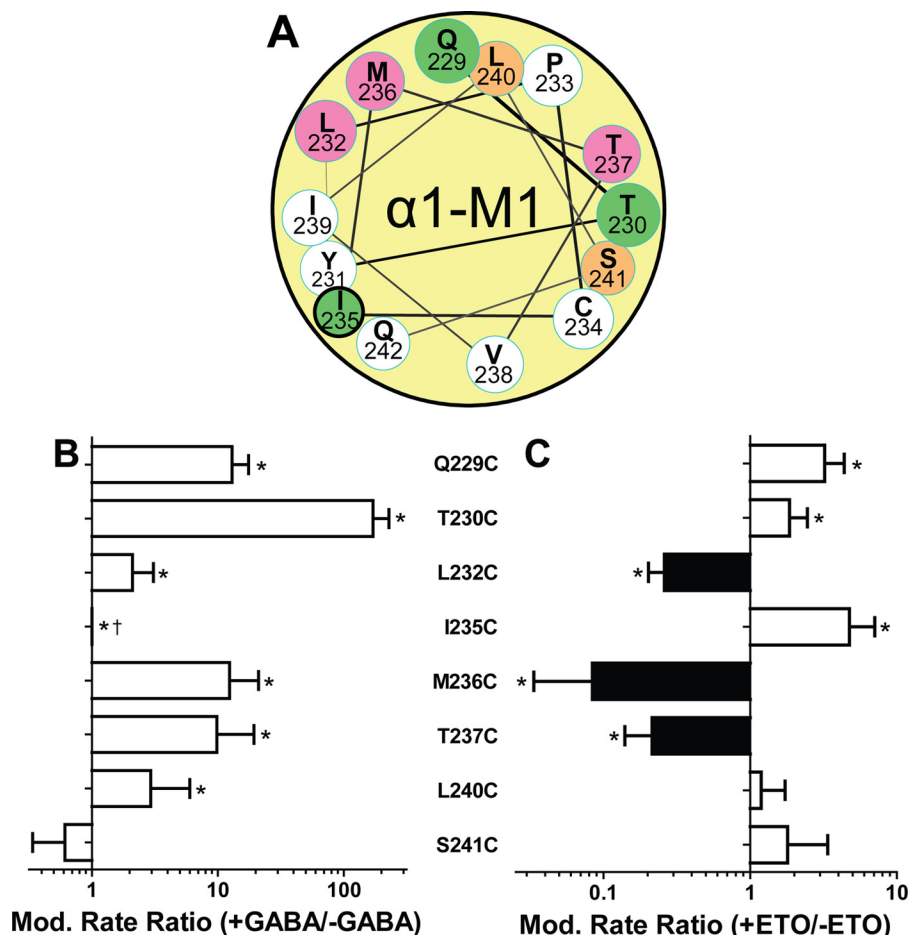 A
Q
229
L
240
P
233
M
236
L
232
T
237
I
239
α1-M1
T
230
Y
231
S
241
I
235
C
234
Q
242
V
238
B
C
Q229C
*
*
T230C
*
*
L232C
*
*
I235C
*†
*
M236C
*
*
T237C
*
*
L240C
*
S241C
1
10
100
0.1
1
10
Mod. Rate Ratio (+GABA/-GABA)
Mod. Rate Ratio (+ETO/-ETO)